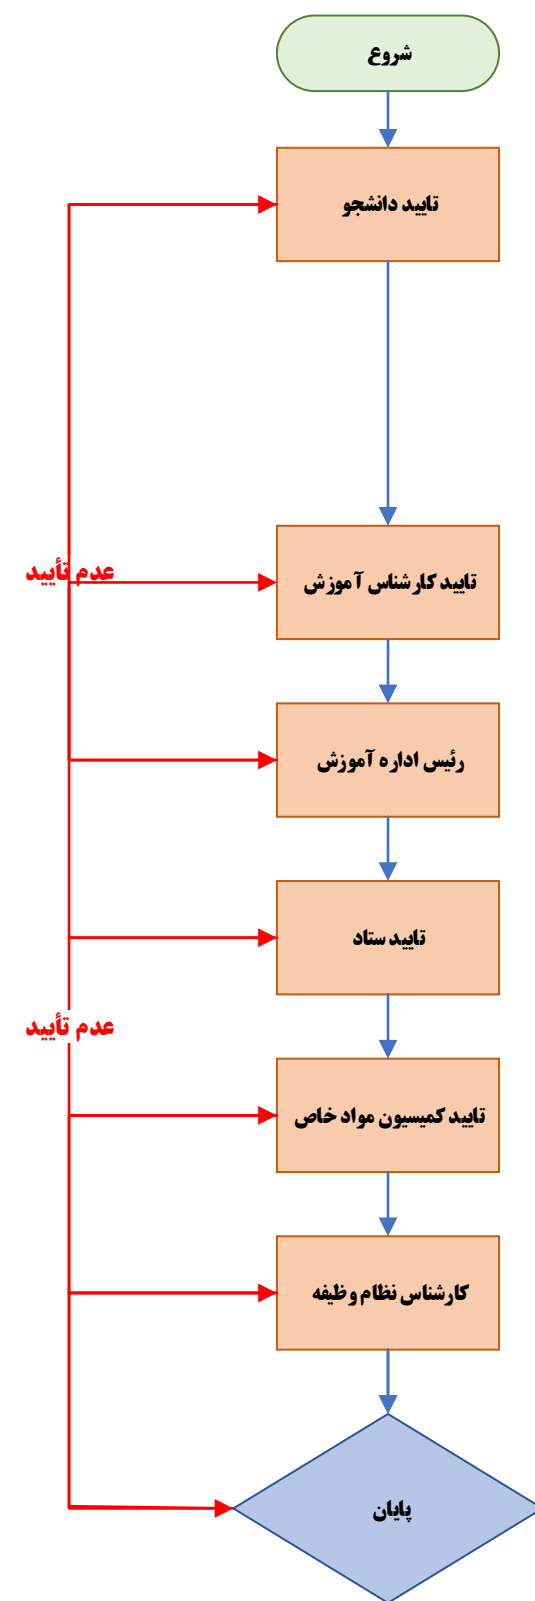 شروع
تایید دانشجو
عدم تأیید
تایید کارشناس آموزش
رئیس اداره آموزش
تایید ستاد
عدم تأیید
تایید کمیسیون مواد خاص
کارشناس نظام وظیفه
پایان